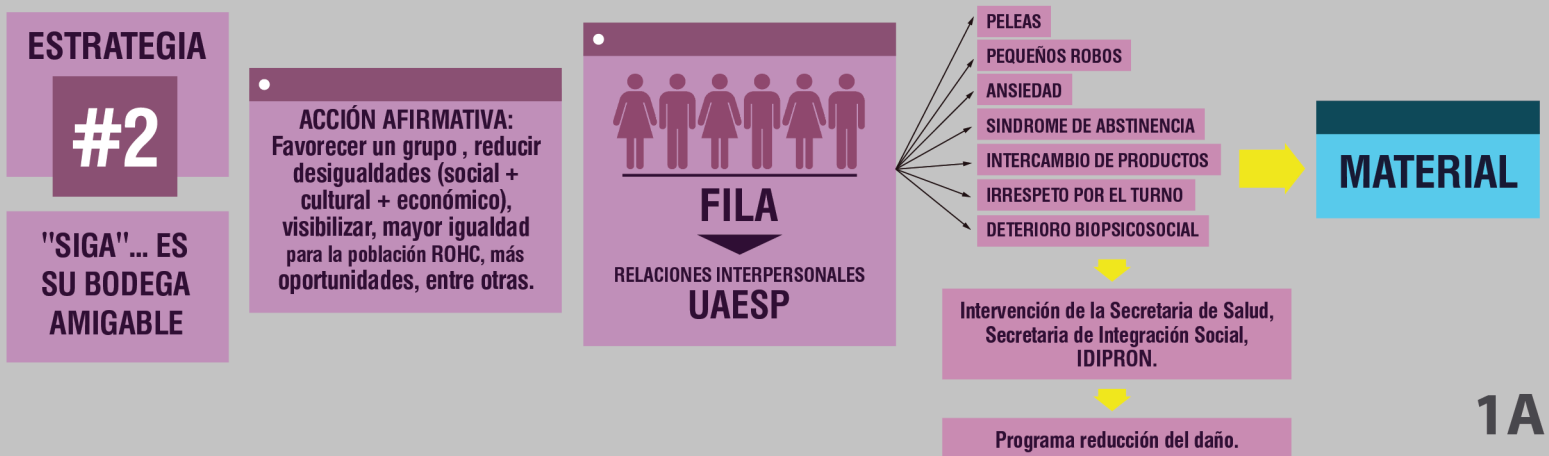 ESTRATEGIA
#2
"SIGA"... ES
SU BODEGA
AMIGABLE
ACCIÓN AFIRMATIVA:
Favorecer un grupo , reducir
desigualdades (social +
cultural + económico),
visibilizar, mayor igualdad
para la población ROHC, más
oportunidades, entre otras.
FILA
RELACIONES INTERPERSONALES
UAESP
PELEAS
PEQUEÑOS ROBOS
ANSIEDAD
SINDROME DE ABSTINENCIA
INTERCAMBIO DE PRODUCTOS
IRRESPETO POR EL TURNO
DETERIORO BIOPSICOSOCIAL
Intervención de la Secretaria de Salud,
Secretaria de Integración Social,
IDIPRON.
Programa reducción del daño.
MATERIAL
1A